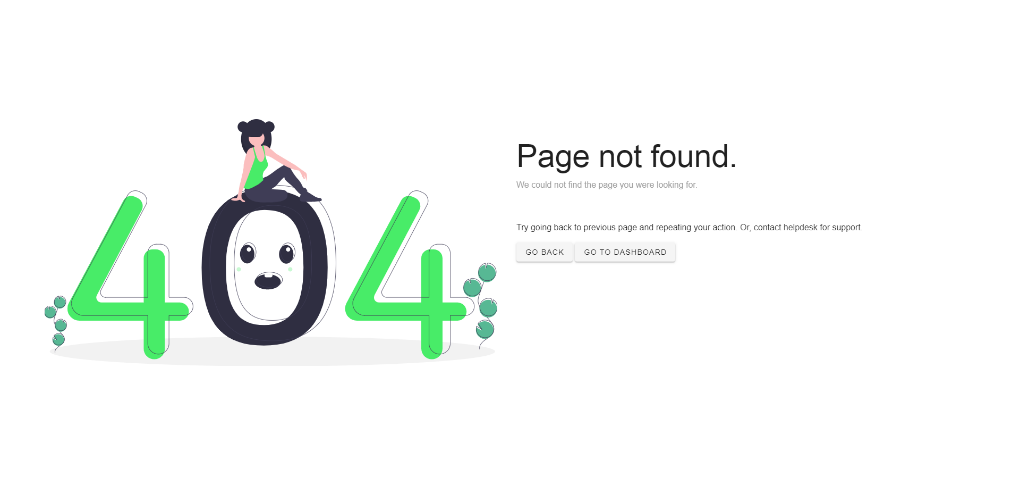 404
Page not found.
We could not find the page you were looking for.
Try going back to previous page and repeating your action. Or, contact helpdesk for support.
GO BACK GO TO DASHBOARD